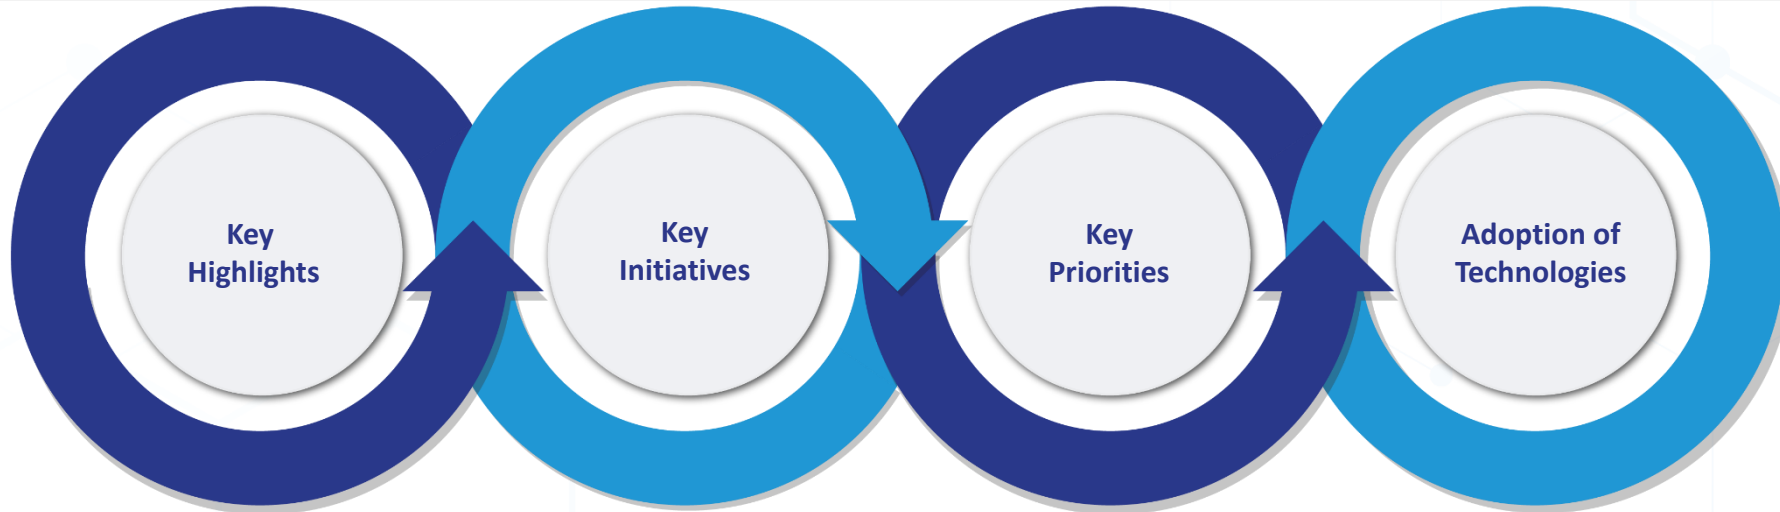 Key
Highlights
Key
Initiatives
Key
Priorities
Adoption of
Technologies